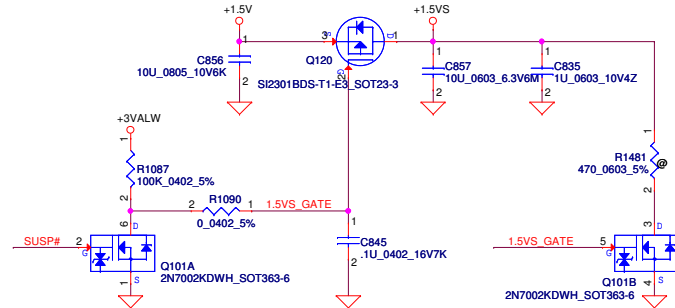 +1.5V
+1.5VS
3
S
D
1
1
C856
10U_0805_10V6K
2
Q120
G
2
SI2301BDS-T1-E3_SOT23-3
1
C857
10U_0603_6.3V6M
2
1
C835
1U_0603_10V4Z
2
+3VALW
1
R1087
100K_0402_5%
2
1
R1481
470_0603_5%
@
2
R1090
2
1
0_0402_5%
1.5VS_GATE
6
D
SUSP#
2
G
Q101A
1
S
2N7002KDWH_SOT363-6
1
C845
.1U_0402_16V7K
2
3
D
1.5VS_GATE
5
G
Q101B
4
S
2N7002KDWH_SOT363-6